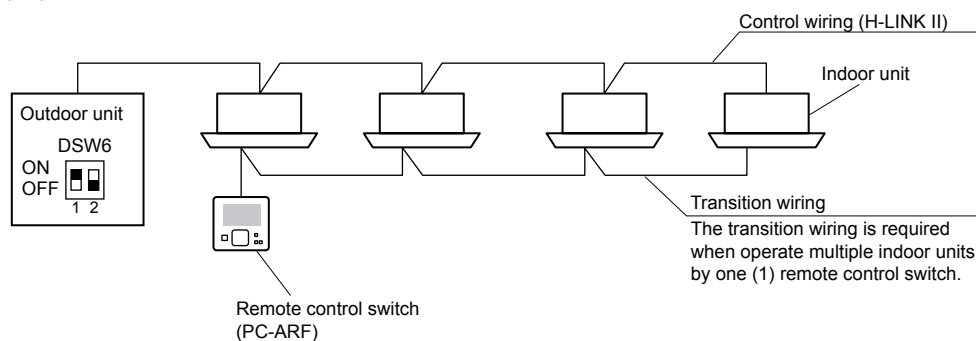 Control wiring (H-LINK II)
Indoor unit
Outdoor unit
DSW6
ON
OFF
1 2
Transition wiring
The transition wiring is required
when operate multiple indoor units
by one (1) remote control switch.
Remote control switch
(PC-ARF)